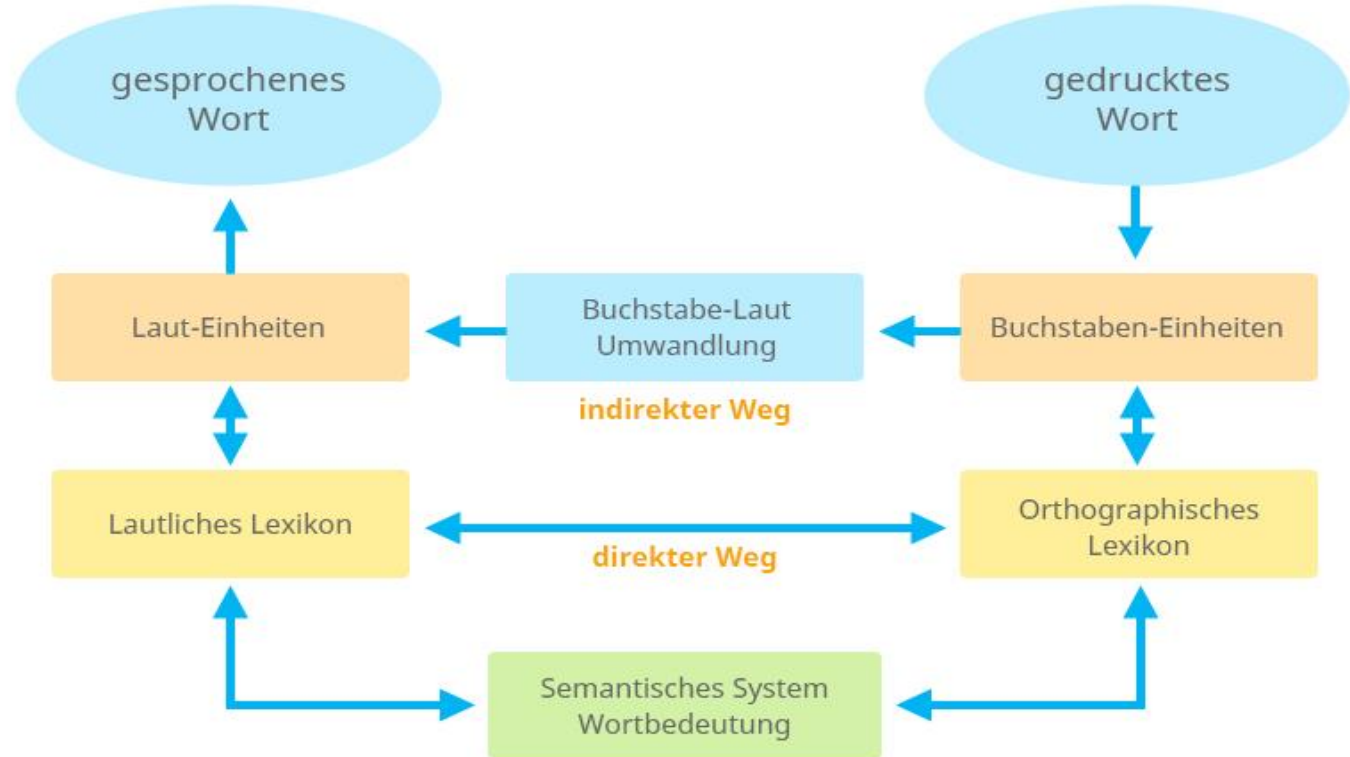 gesprochenes
Wort
gedrucktes
Wort
Laut-Einheiten
Buchstabe-Laut
Umwandlung
Buchstaben-Einheiten
indirekter Weg
Lautliches Lexikon
Orthographisches
Lexikon
direkter Weg
Semantisches System
Wortbedeutung